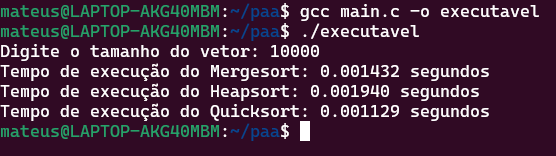 mateus@LAPTOP-AKG40MBM:~/paa$ gcc main.c -o executavel
mateus@LAPTOP-AKG40MBM:~/paa$ ./executavel
Digite o tamanho do vetor: 10000
Tempo de execução do Mergesort: 0.001432 segundos
Tempo de execução do Heapsort: 0.001940 segundos
Tempo de execução do Quicksort: 0.001129 segundos
mateus@LAPTOP-AKG40MBM:~/paa$